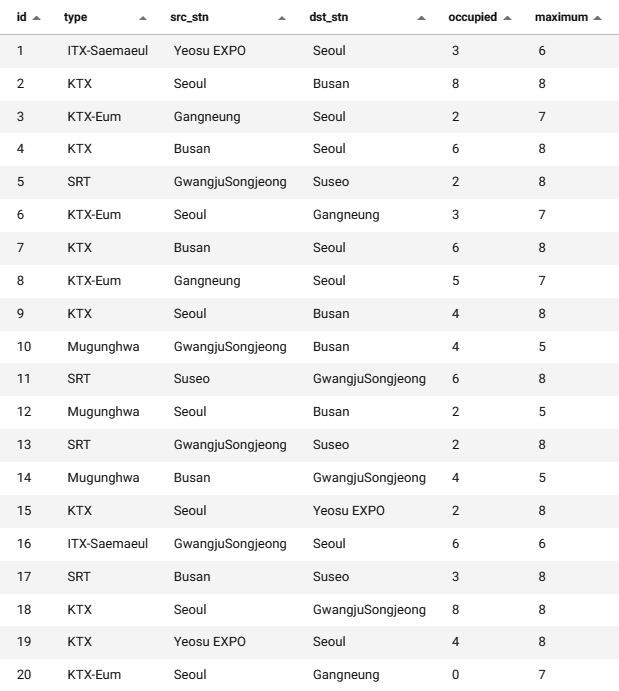 id type src_stn dst_stn occupied maximum
1 ITX-Saemaeul Yeosu EXPO Seoul 3 6
2 KTX Seoul Busan 8 8
3 KTX-Eum Gangneung Seoul 2 7
4 KTX Busan Seoul 6 8
5 SRT GwangjuSongjeong Suseo 2 8
6 KTX-Eum Seoul Gangneung 3 7
7 KTX Busan Seoul 6 8
8 KTX-Eum Gangneung Seoul 5 7
9 KTX Seoul Busan 4 8
10 Mugunghwa GwangjuSongjeong Busan 4 5
11 SRT Suseo GwangjuSongjeong 6 8
12 Mugunghwa Seoul Busan 2 5
13 SRT GwangjuSongjeong Suseo 2 8
14 Mugunghwa Busan GwangjuSongjeong 4 5
15 KTX Seoul Yeosu EXPO 2 8
16 ITX-Saemaeul GwangjuSongjeong Seoul 6 6
17 SRT Busan Suseo 3 8
18 KTX Seoul GwangjuSongjeong 8 8
19 KTX Yeosu EXPO Seoul 4 8
20 KTX-Eum Seoul Gangneung 0 7